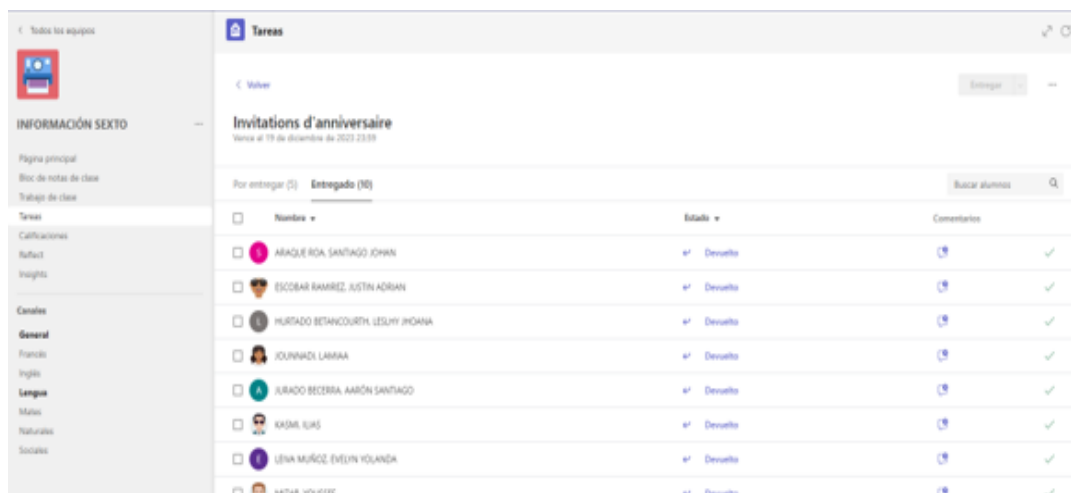 Todos los equipos
Tareas
Volver
Entregar
INFORMACIÓN SEXTO
Invitations d'anniversaire
Vence el 19 de diciembre de 2023 23:59
Página principal
Bloc de notas de clase
Trabajo de clase
Tareas
Calificaciones
Reflect
Insights
Canales
General
Francés
Inglés
Lengua
Mates
Naturales
Sociales
Por entregar (5) Entregado (10)
Buscar alumnos
Nombre Estado Comentarios
S ARAQUE ROA, SANTIAGO JOHAN Devuelto
ESCOBAR RAMIREZ, JUSTIN ADRIAN Devuelto
L HURTADO BETANCOURTH, LESLHY JHOANA Devuelto
JOUNNADI, LAMIAA Devuelto
A JURADO BECERRA, AARÓN SANTIAGO Devuelto
KASMI, ILIAS Devuelto
E LEIVA MUÑOZ, EVELYN YOLANDA Devuelto
Devuelto